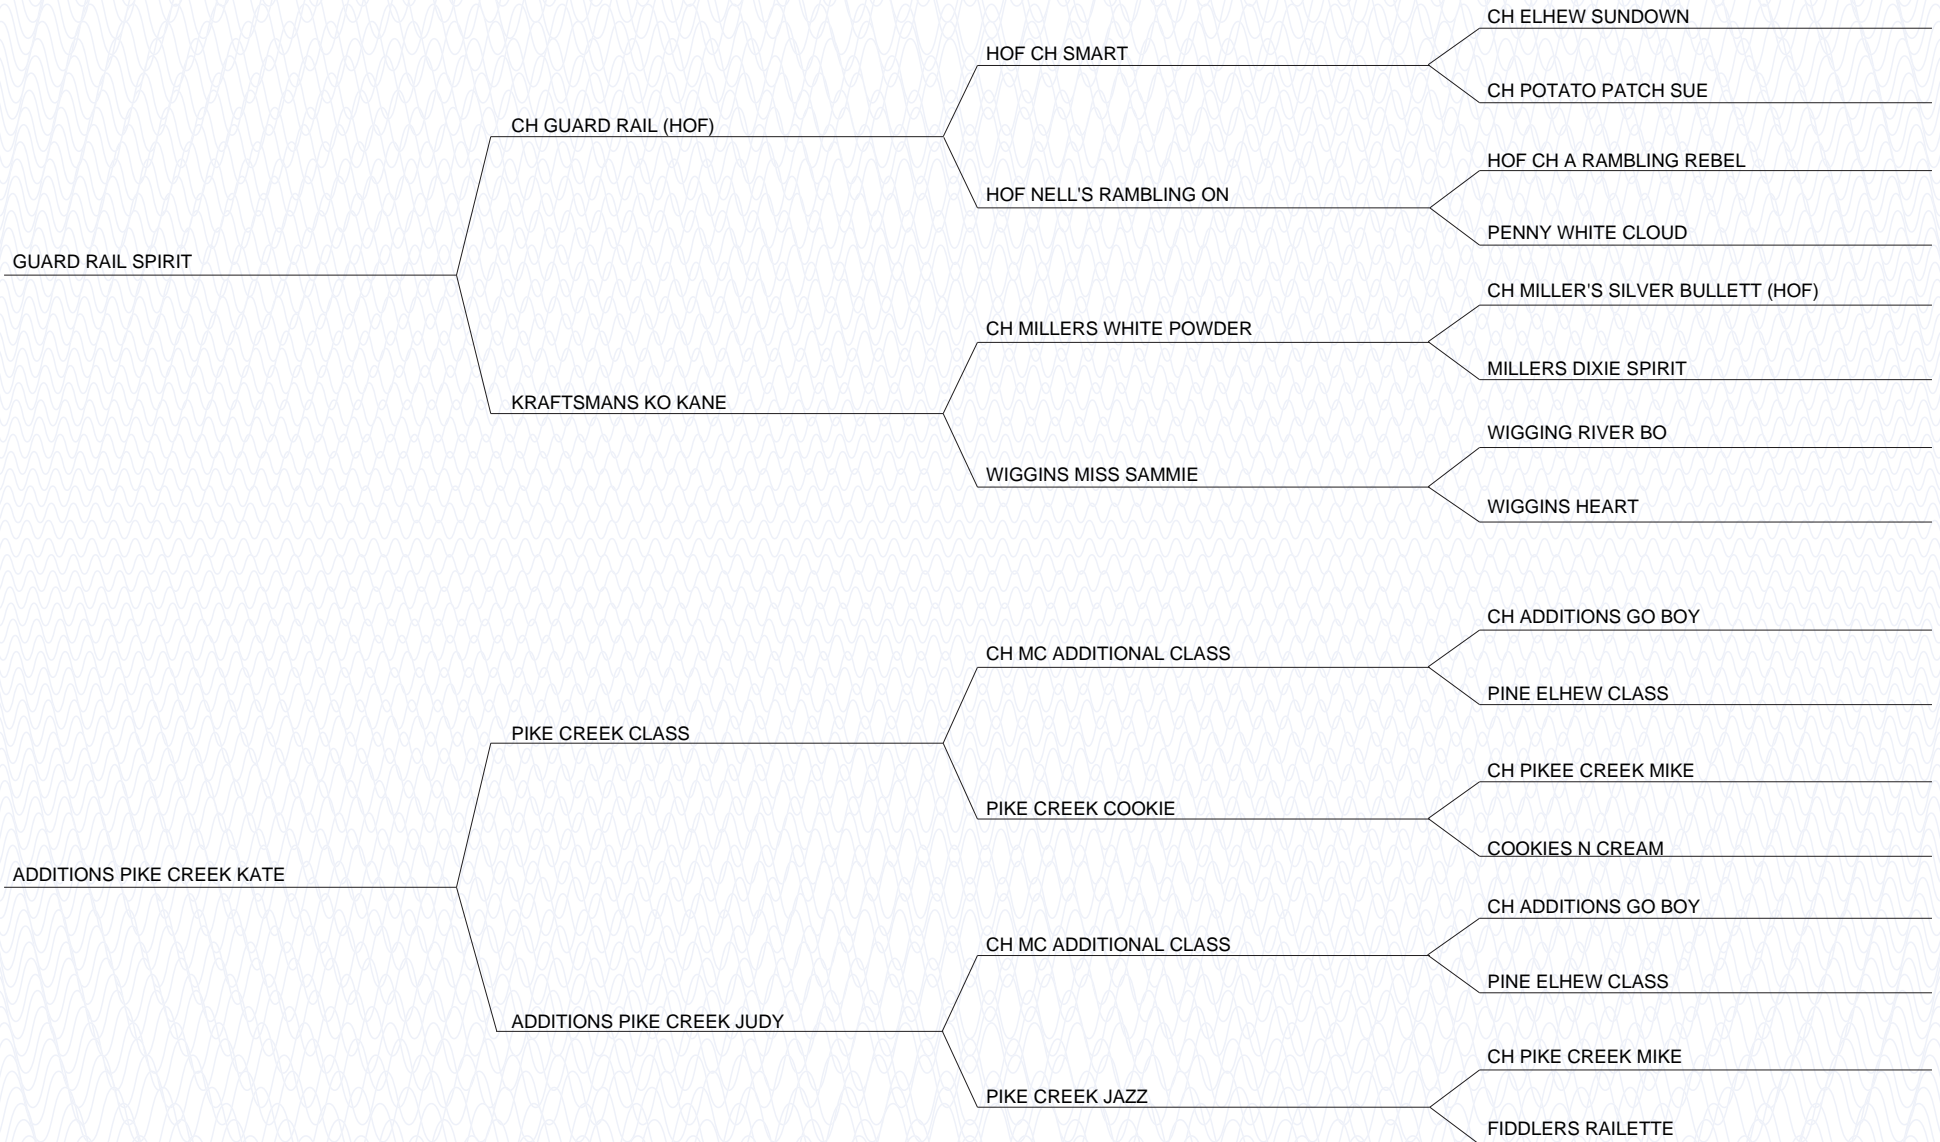 CH ELHEW SUNDOWN
HOF CH SMART
CH POTATO PATCH SUE
CH GUARD RAIL (HOF)
HOF CH A RAMBLING REBEL
HOF NELL'S RAMBLING ON
PENNY WHITE CLOUD
GUARD RAIL SPIRIT
CH MILLER'S SILVER BULLETT (HOF)
CH MILLERS WHITE POWDER
MILLERS DIXIE SPIRIT
KRAFTSMANS KO KANE
WIGGING RIVER BO
WIGGINS MISS SAMMIE
WIGGINS HEART
CH ADDITIONS GO BOY
CH MC ADDITIONAL CLASS
PINE ELHEW CLASS
PIKE CREEK CLASS
CH PIKEE CREEK MIKE
PIKE CREEK COOKIE
COOKIES N CREAM
ADDITIONS PIKE CREEK KATE
CH ADDITIONS GO BOY
CH MC ADDITIONAL CLASS
PINE ELHEW CLASS
ADDITIONS PIKE CREEK JUDY
CH PIKE CREEK MIKE
PIKE CREEK JAZZ
FIDDLERS RAILETTE